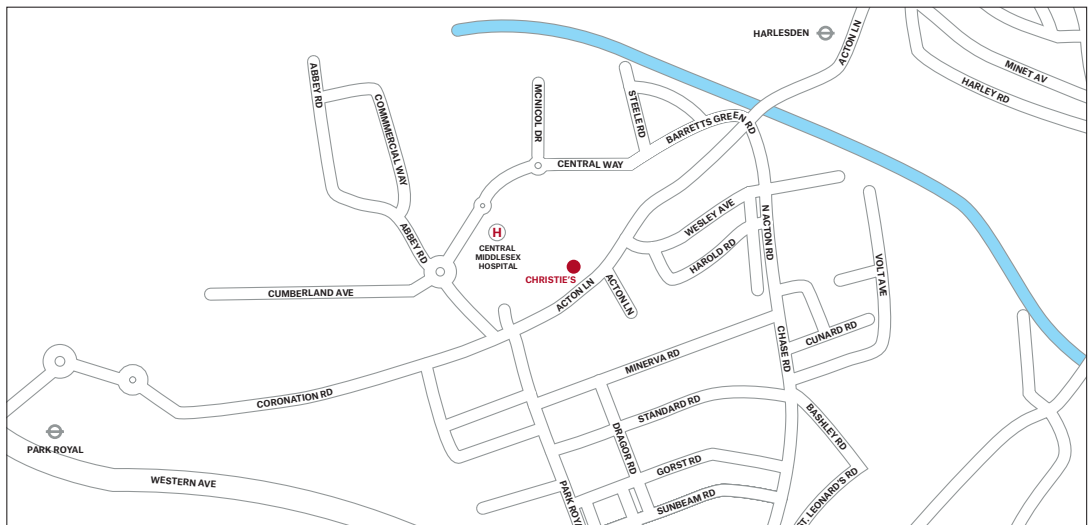 HARLESDEN
ACTON LN
MINET AV
HARLEY RD
ABBEY RD
COMMMERCIAL WAY
MCNICOL DR
STEELE RD
BARRETTS GREEN RD
CENTRAL WAY
ABBEY RD
H
CENTRAL
MIDDLESEX
HOSPITAL
CHRISTIE'S
WESLEY AVE
HAROLD RD
N ACTON RD
VOLT AVE
CUMBERLAND AVE
ACTON LN
ACTON LN
CUNARD RD
CHASE RD
MINERVA RD
CORONATION RD
STANDARD RD
BASHLEY RD
DRAGOR RD
PARK ROYAL
WESTERN AVE
GORST RD
SUNBEAM RD
PARK ROYA
ST. LEONARD'S RD